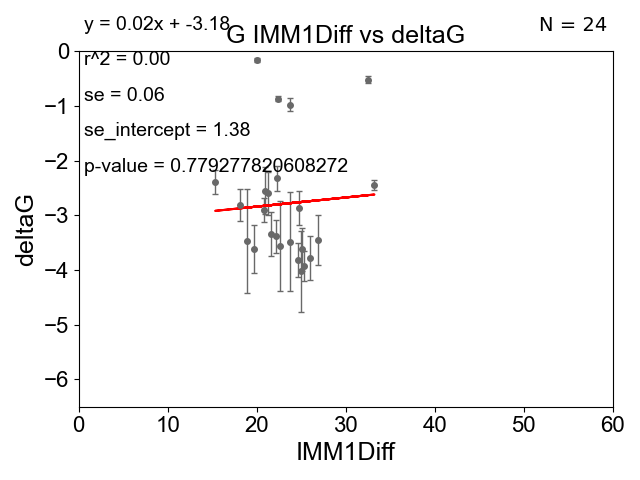 y = 0.02x + -3.18
N = 24
G IMM1Diff vs deltaG
r^2 = 0.00
se = 0.06
se_intercept = 1.38
p-value = 0.779277820608272
0
−1
−2
−3
−4
−5
−6
deltaG
0 10 20 30 40 50 60
IMM1Diff